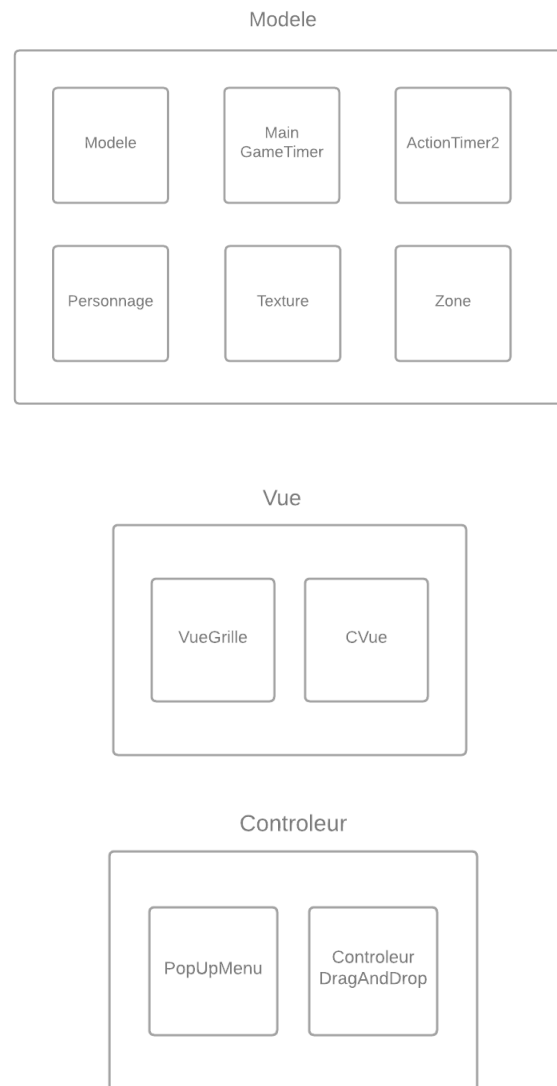 Modele
Modele
Main
GameTimer
ActionTimer2
Personnage
Texture
Zone
Vue
VueGrille
CVue
Controleur
PopUpMenu
Controleur
DragAndDrop